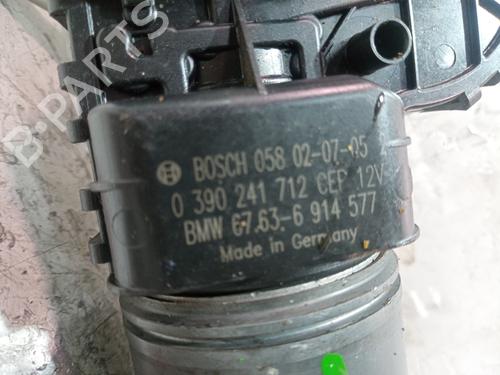 B-PARTS
BOSCH 058 02-07-05
0 390 241 712 CEP 12V
BMW 67.63-6 914 577
Made in Germany